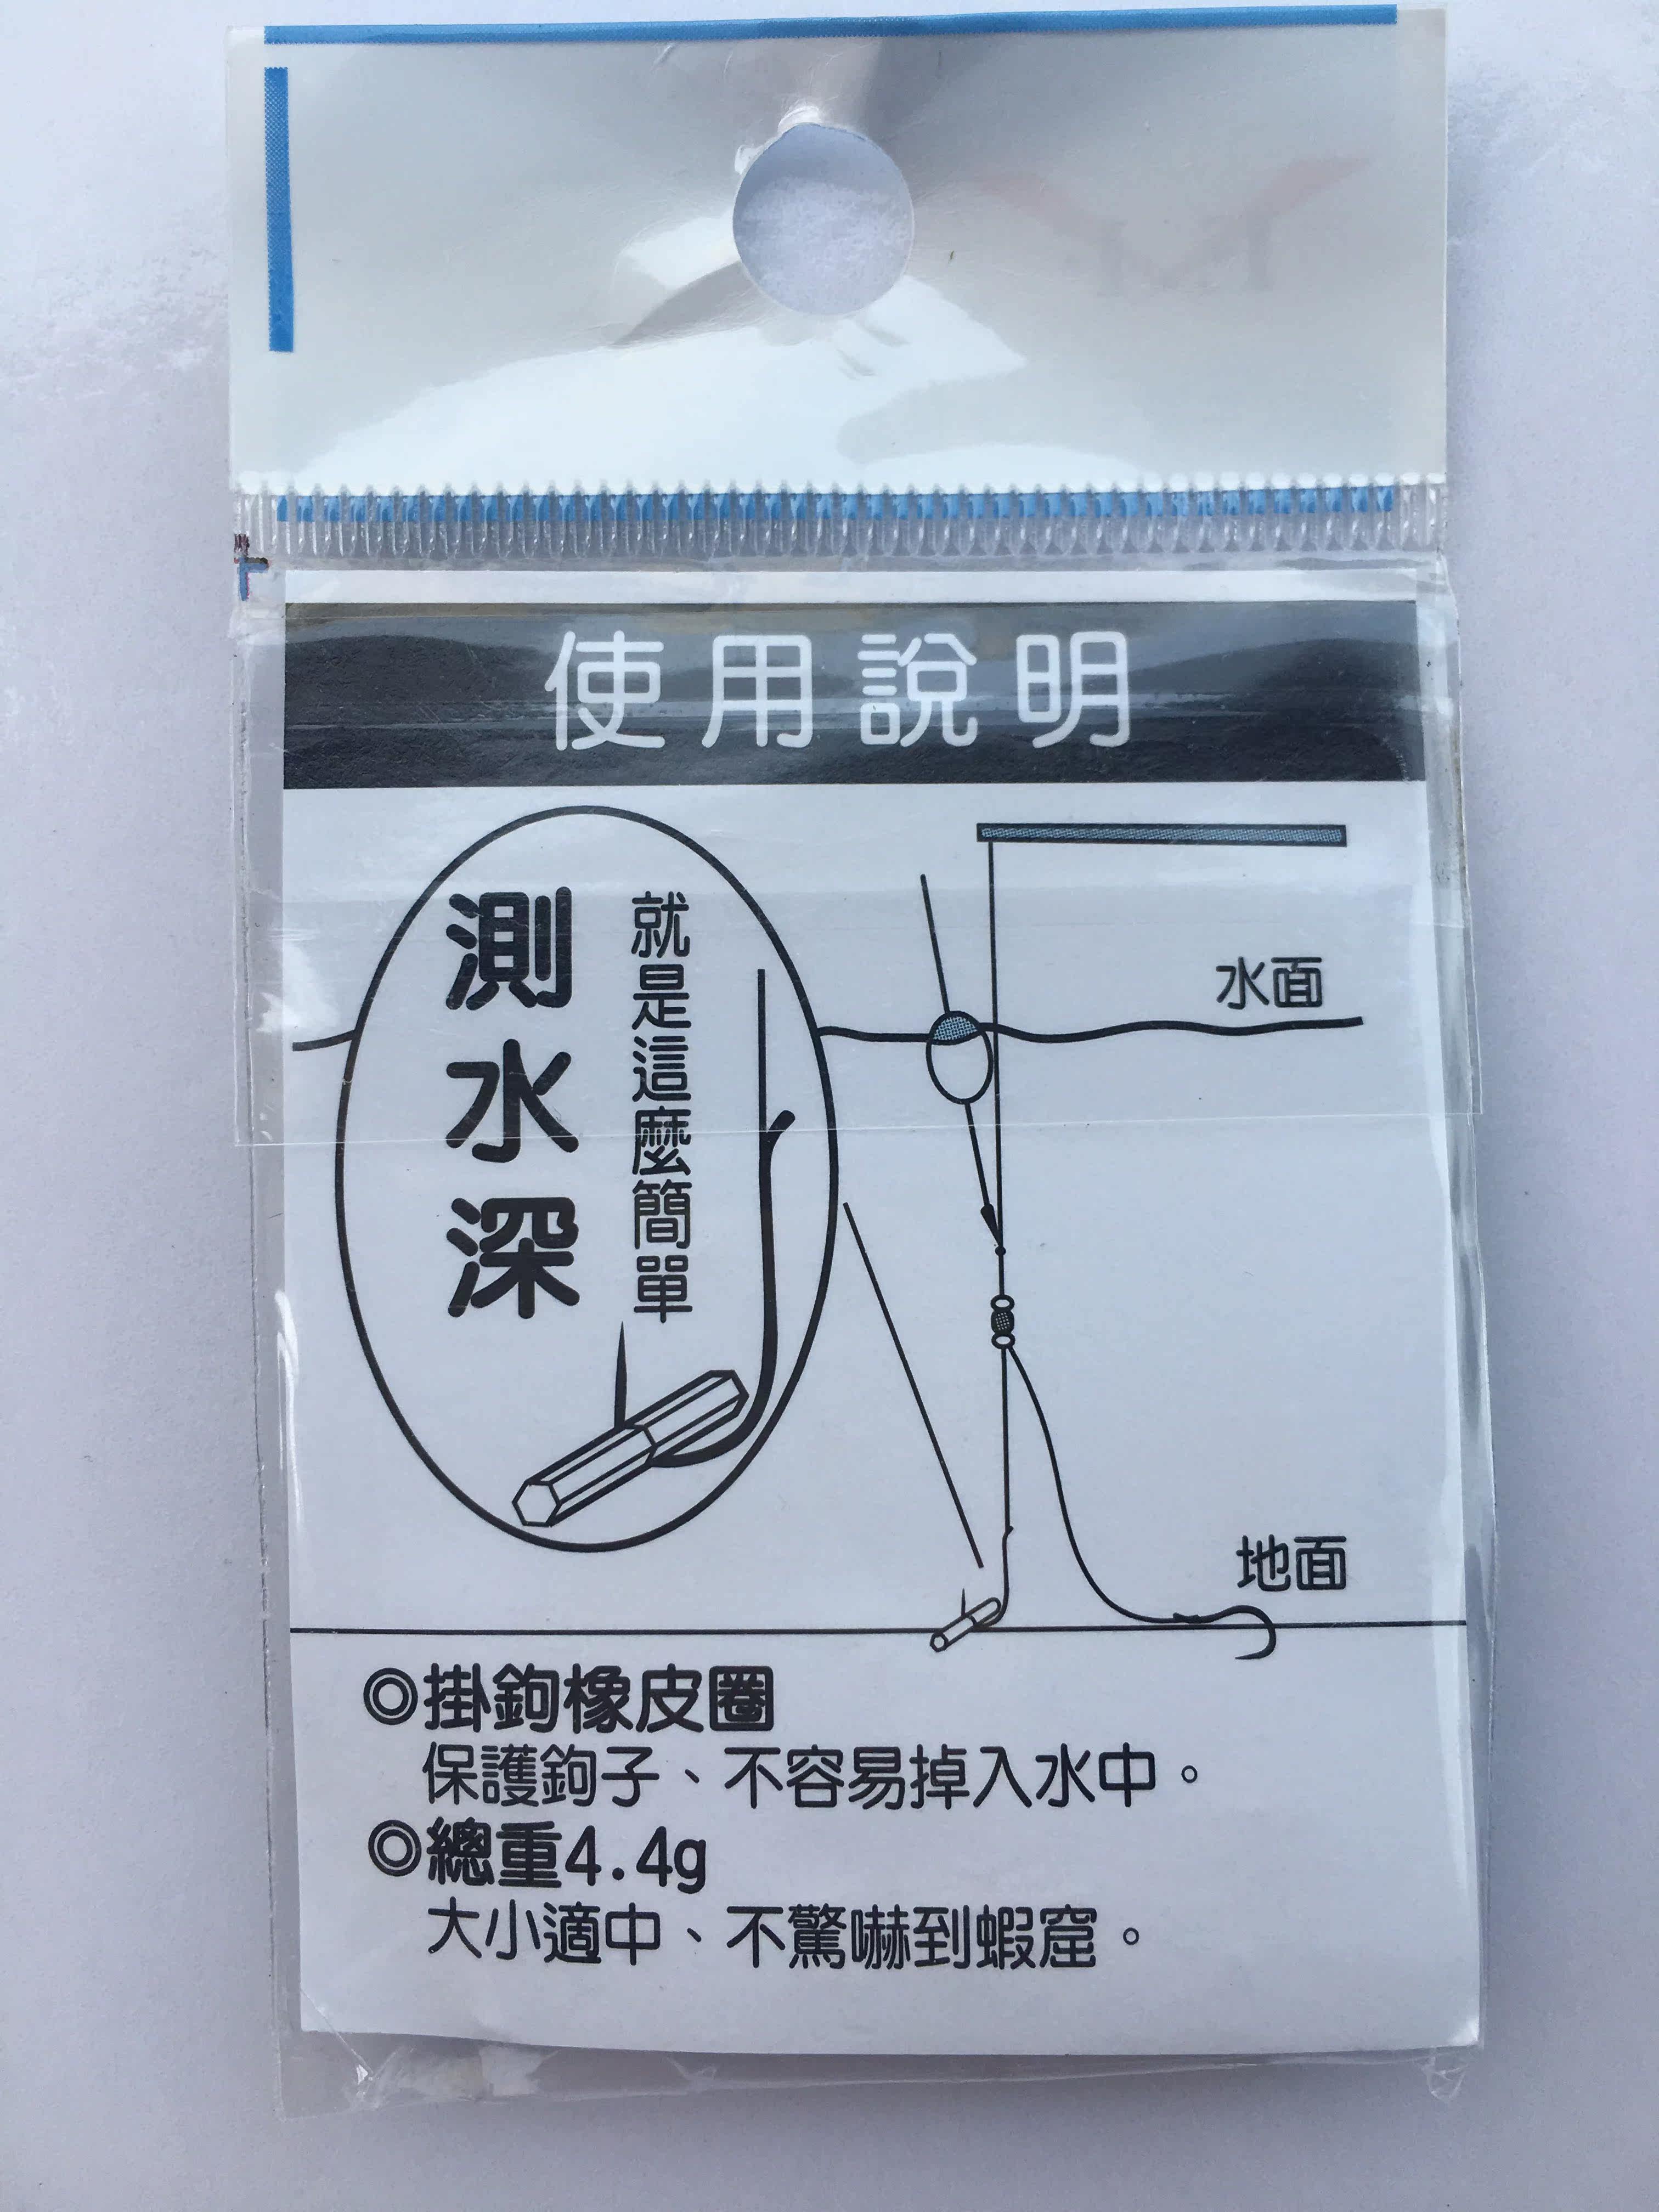 使用說明
測水深
就是這麼簡單
水面
地面
◎掛鉤橡皮圈
保護鉤子、不容易掉入水中。
◎總重4.4g
大小適中、不驚嚇到蝦窟。